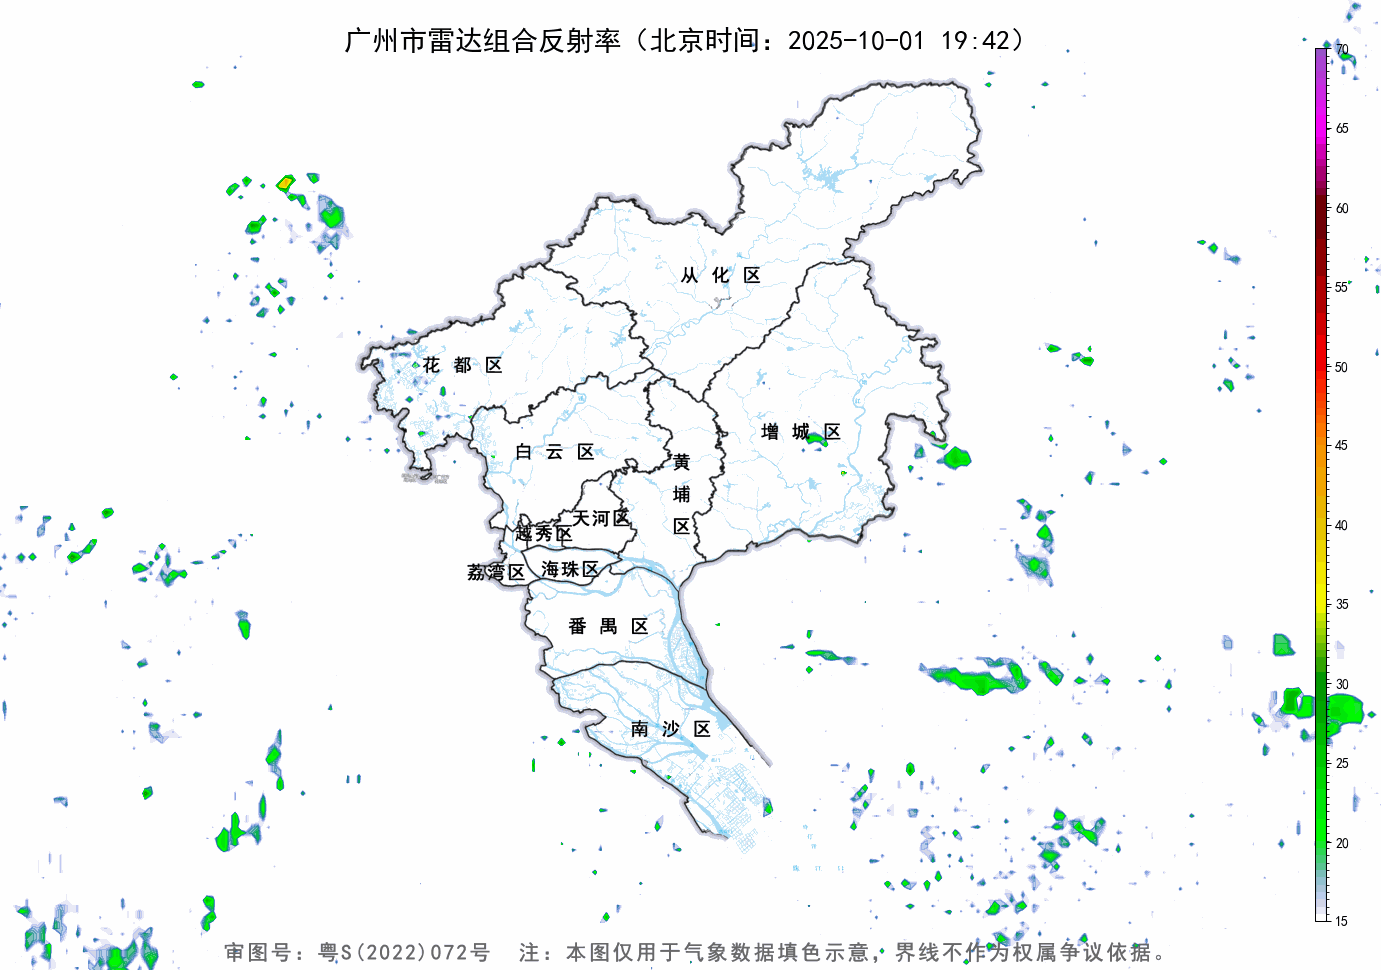 广州市雷达组合反射率（北京时间：2025-10-01 19:42）
70
65
60
55
50
45
40
35
30
25
20
15
从化区
花都区
增城区
白云区
黄埔区
天河区
越秀区
荔湾区
海珠区
番禺区
南沙区
审图号：粤S(2022)072号 注：本图仅用于气象数据填色示意，界线不作为权属争议依据。